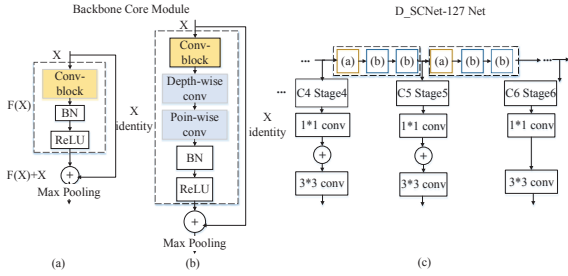 Backbone Core Module
X
Conv-
block
F(X)
BN
ReLU
X
identity
+
F(X)+X
Max Pooling
(a)
X
Conv-
block
Depth-wise
conv
Poin-wise
conv
BN
ReLU
X
identity
+
Max Pooling
(b)
D_SCNet-127 Net
... (a) (b) (b) (a) (b) (b) ...
... C4 Stage4 C5 Stage5 C6 Stage6
1*1 conv 1*1 conv 1*1 conv
+ +
3*3 conv 3*3 conv 3*3 conv
(c)